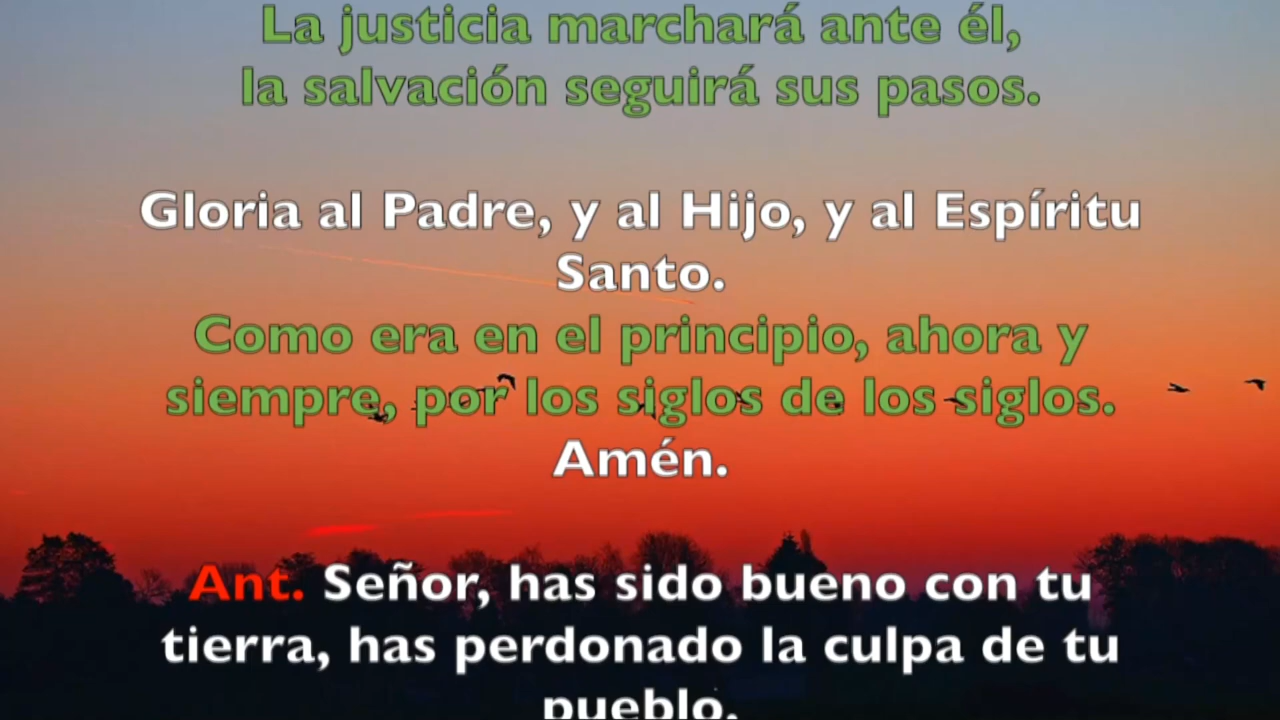 La justicia marchará ante él,
la salvación seguirá sus pasos.
Gloria al Padre, y al Hijo, y al Espíritu
Santo.
Como era en el principio, ahora y
siempre, por los siglos de los siglos.
Amén.
Ant. Señor, has sido bueno con tu
tierra, has perdonado la culpa de tu
pueblo.